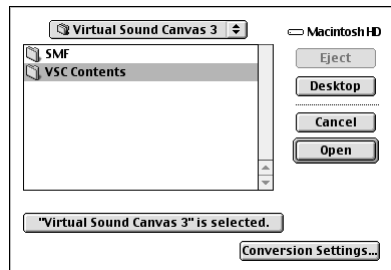 Virtual Sound Canvas 3
Macintosh HD
SMF
VSC Contents
Eject
Desktop
Cancel
Open
"Virtual Sound Canvas 3" is selected.
Conversion Settings...